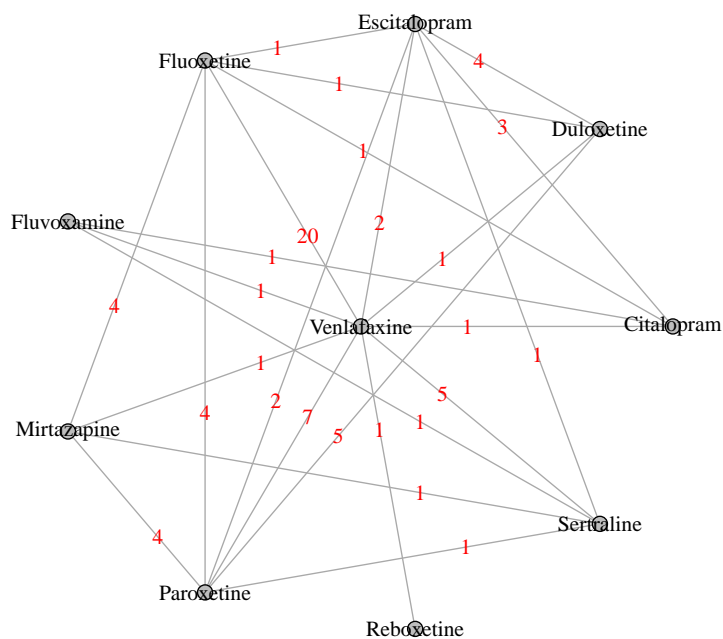 Escitalopram
1
Fluoxetine
4
1
3
Duloxetine
1
Fluvoxamine
2
20
1
1
1
4
Venlafaxine
1
Citalopram
1
1
5
2
4
7
1
5
1
Mirtazapine
1
Sertraline
4
1
Paroxetine
Reboxetine